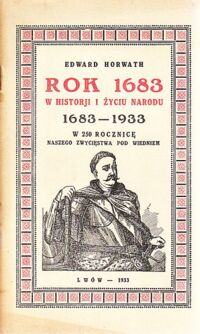 EDWARD HORWATH
ROK 1683
W HISTORJI I ŻYCIU NARODU
1683—1933
W 250 ROCZNICĘ
NASZEGO ZWYCIĘSTWA POD WIEDNIEM
LWÓW — 1933